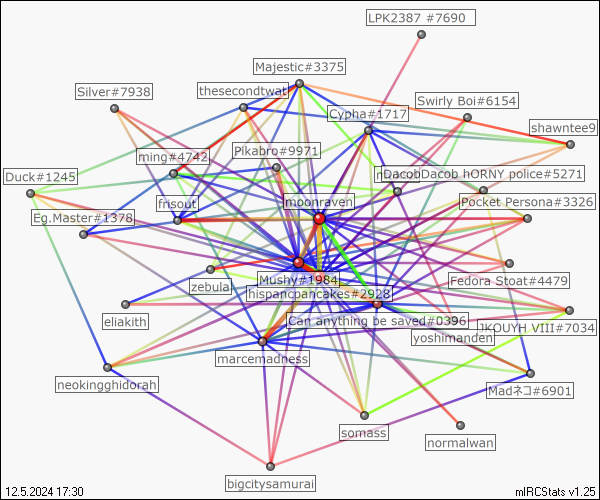 LPK2387 #7690
Majestic#3375
Silver#7938
thesecondtwat
Swirly Boi#6154
Cypha#1717
shawntee9
Pikabro#9971
ming#4742
Duck#1245
DacobDacob hORNY police#5271
moonraven
Pocket Persona#3326
frisout
Eg.Master#1378
Mushy#1984
Fedora Stoat#4479
zebula
hispanicpancakes#2928
eliakith
Can anything be saved#0396
JKOUYH VIII#7034
yoshimanden
marcemadness
neokingghidorah
Madネコ#6901
somass
normalwan
bigcitysamurai
12.5.2024 17:30
mIRCStats v1.25